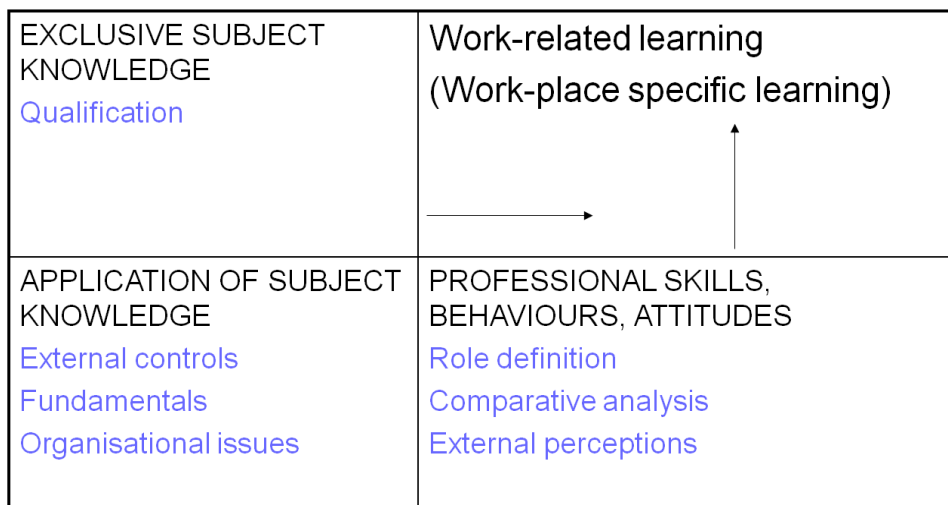 EXCLUSIVE SUBJECT
KNOWLEDGE
Qualification
Work-related learning
(Work-place specific learning)
APPLICATION OF SUBJECT
KNOWLEDGE
External controls
Fundamentals
Organisational issues
PROFESSIONAL SKILLS,
BEHAVIOURS, ATTITUDES
Role definition
Comparative analysis
External perceptions